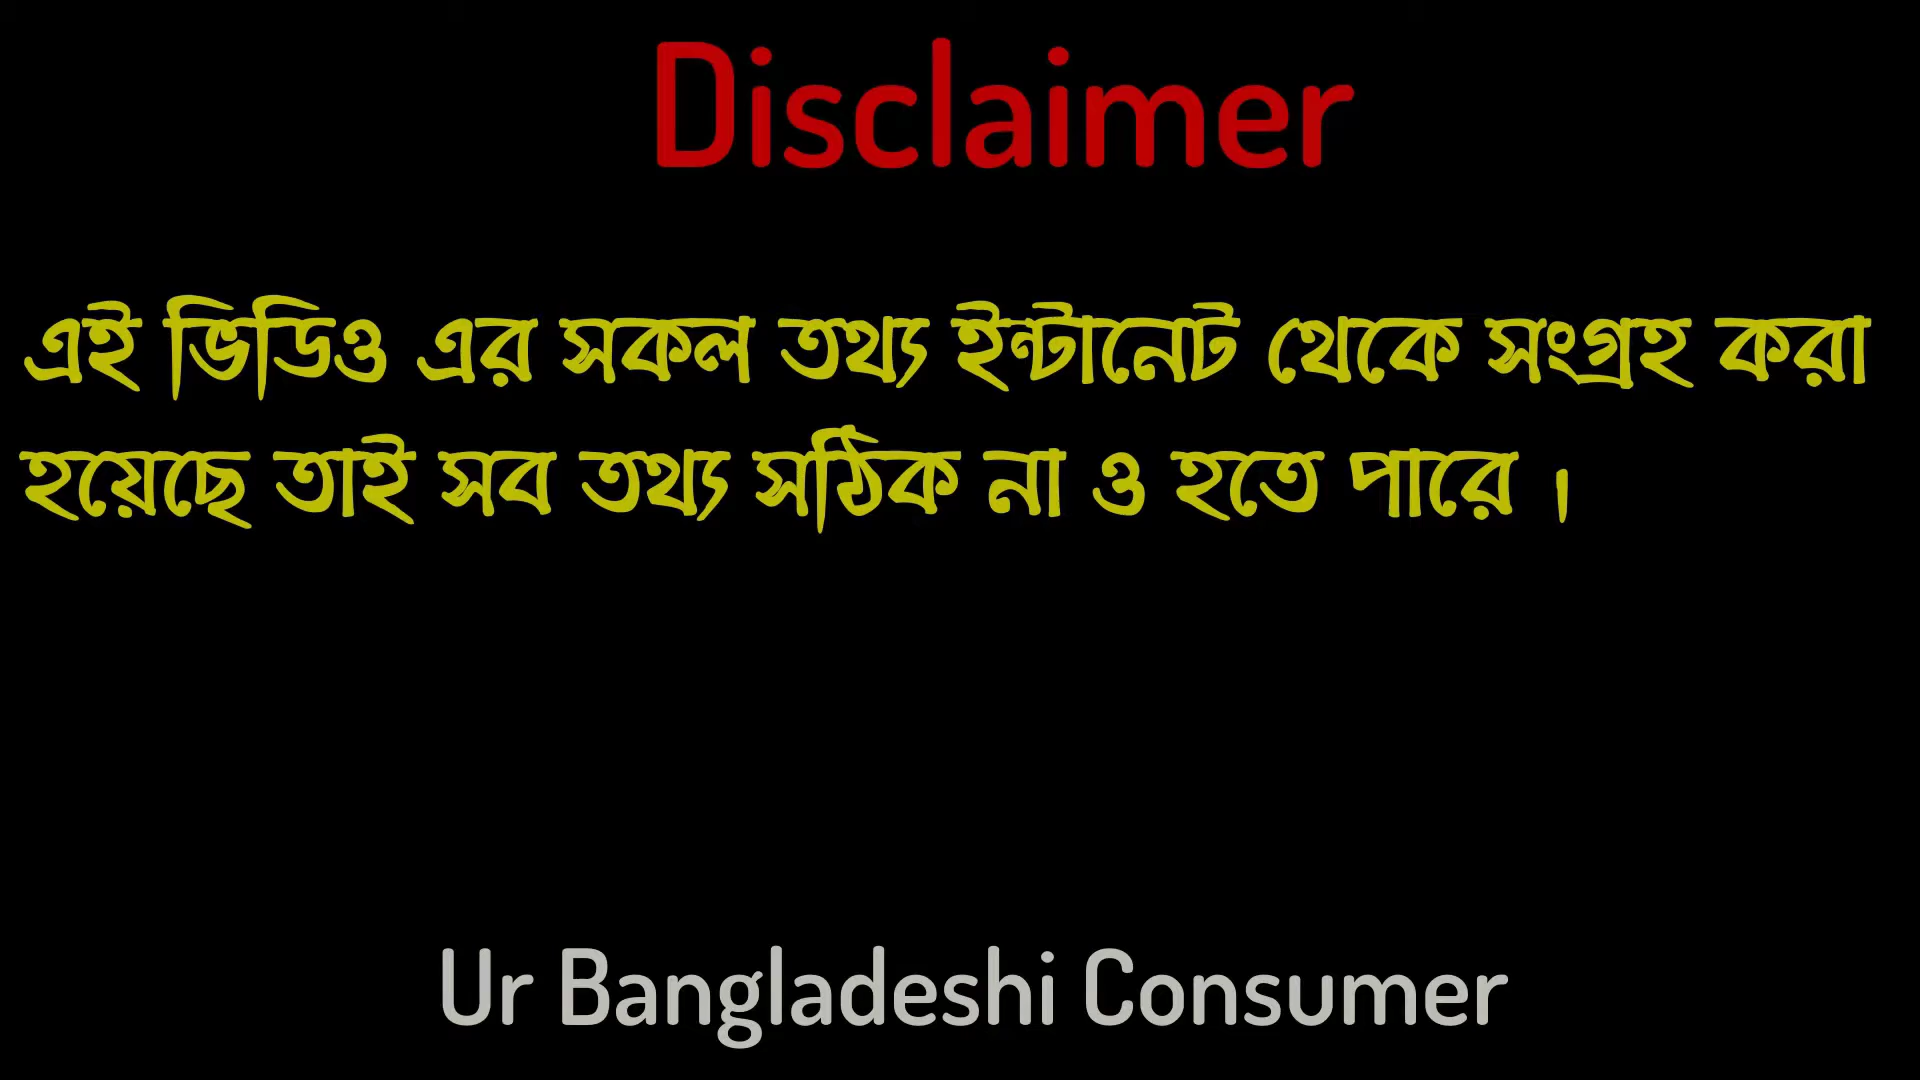 Disclaimer
এই ভিডিও এর সকল তথ্য ইন্টানেট থেকে সংগ্রহ করা
হয়েছে তাই সব তথ্য সঠিক না ও হতে পারে ।
Ur Bangladeshi Consumer